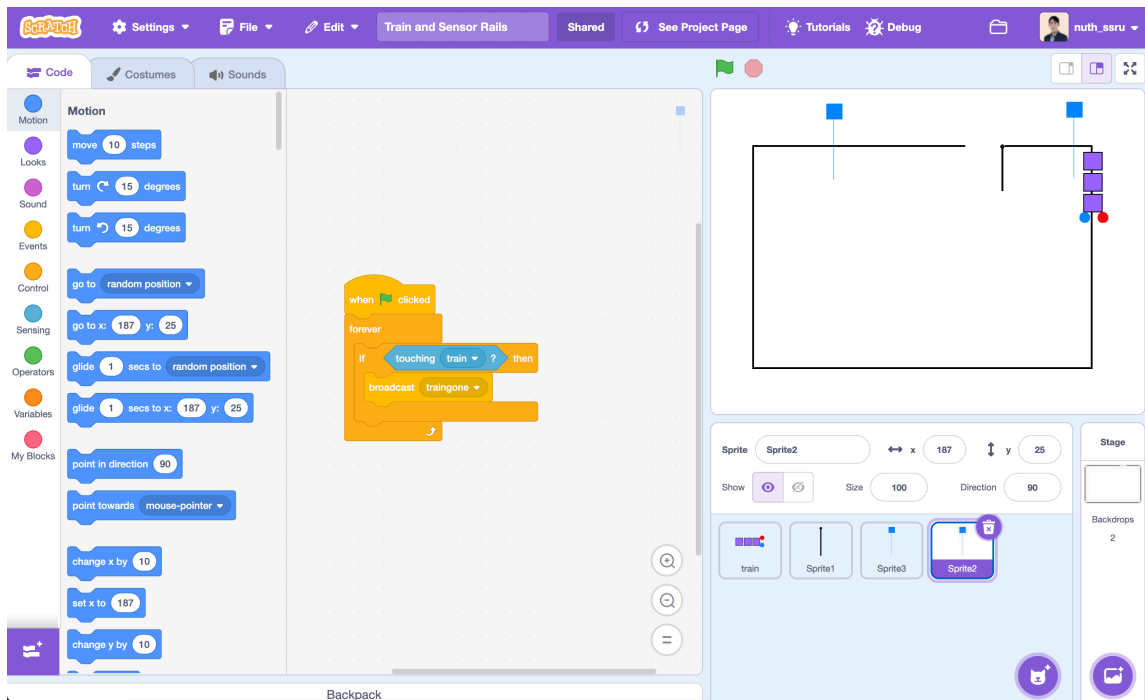 SCRATCH Settings File Edit Train and Sensor Rails Shared See Project Page Tutorials Debug nuth_ssru
Code Costumes Sounds
Motion
Looks
Sound
Events
Control
Sensing
Operators
Variables
My Blocks
Motion
move 10 steps
turn 15 degrees
turn 15 degrees
go to random position
go to x: 187 y: 25
glide 1 secs to random position
glide 1 secs to x: 187 y: 25
point in direction 90
point towards mouse-pointer
change x by 10
set x to 187
change y by 10
when clicked
forever
if touching train ? then
broadcast traingone
Backpack
Sprite Sprite2 x 187 y 25
Show Size 100 Direction 90
train Sprite1 Sprite3 Sprite2
Stage
Backdrops
2